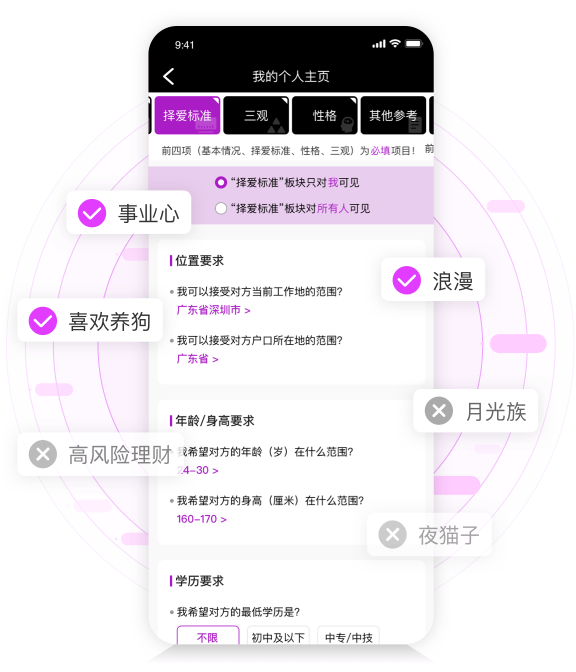 9:41
我的个人主页
择爱标准
三观
性格
其他参考
前四项（基本情况、择爱标准、性格、三观）为必填项目！ 前
“择爱标准”板块只对我可见
“择爱标准”板块对所有人可见
事业心
位置要求
浪漫
我可以接受对方当前工作地的范围？
广东省深圳市 >
喜欢养狗
我可以接受对方户口所在地的范围？
广东省 >
月光族
年龄/身高要求
高风险理财
我希望对方的年龄（岁）在什么范围？
24-30 >
我希望对方的身高（厘米）在什么范围？
160-170 >
夜猫子
学历要求
我希望对方的最低学历是？
不限
初中及以下
中专/中技